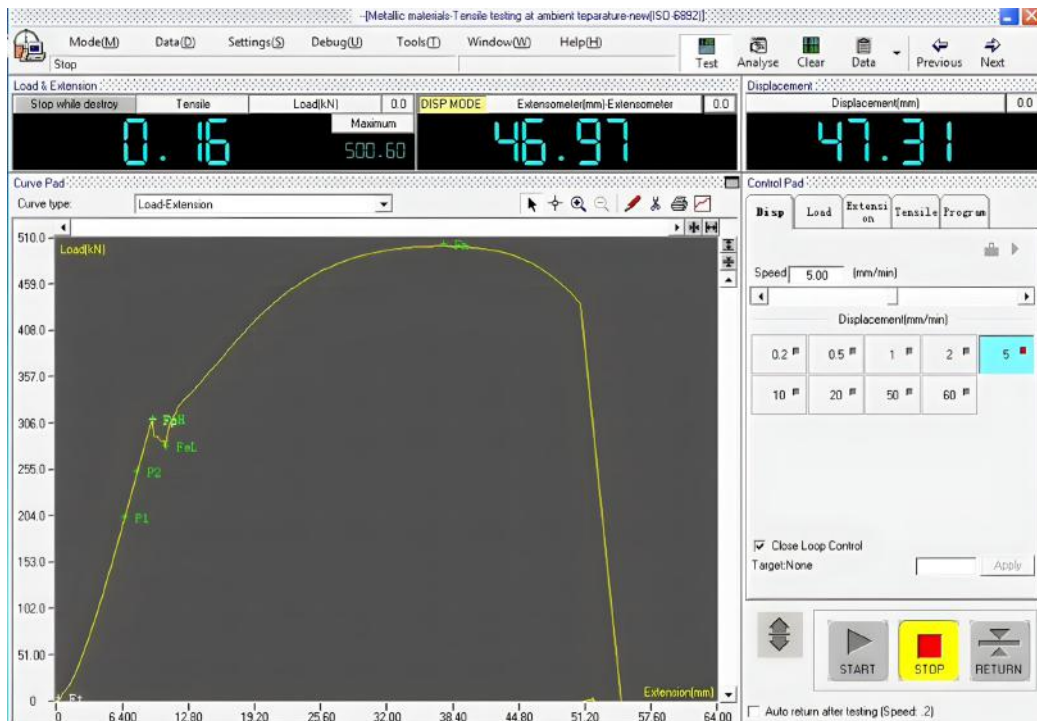 --[Metallic materials-Tensile testing at ambient teparature-new(ISO-6892)]
Mode(M) Data(D) Settings(S) Debug(U) Tools(T) Window(W) Help(H)
Stop
Test Analyse Clear Data Previous Next
Load & Extension
Stop while destroy Tensile Load(kN) 0.0
Maximum
0.16 500.60
DISP MODE Extensometer(mm)-Extensometer 0.0
46.97
Displacement
Displacement(mm) 0.0
47.31
Curve Pad
Curve type: Load-Extension
Load(kN)
510.0
459.0
408.0
357.0
306.0
255.0
204.0
153.0
102.0
51.00
0
FeL
P2
P1
Extension(mm)
0 6.400 12.80 19.20 25.60 32.00 38.40 44.80 51.20 57.60 64.00
Control Pad
Disp Load Extension Tensile Program
Speed 5.00 (mm/min)
Displacement(mm/min)
0.2 0.5 1 2 5
10 20 50 60
Close Loop Control
Target:None Apply
START STOP RETURN
Auto return after testing (Speed: .2)